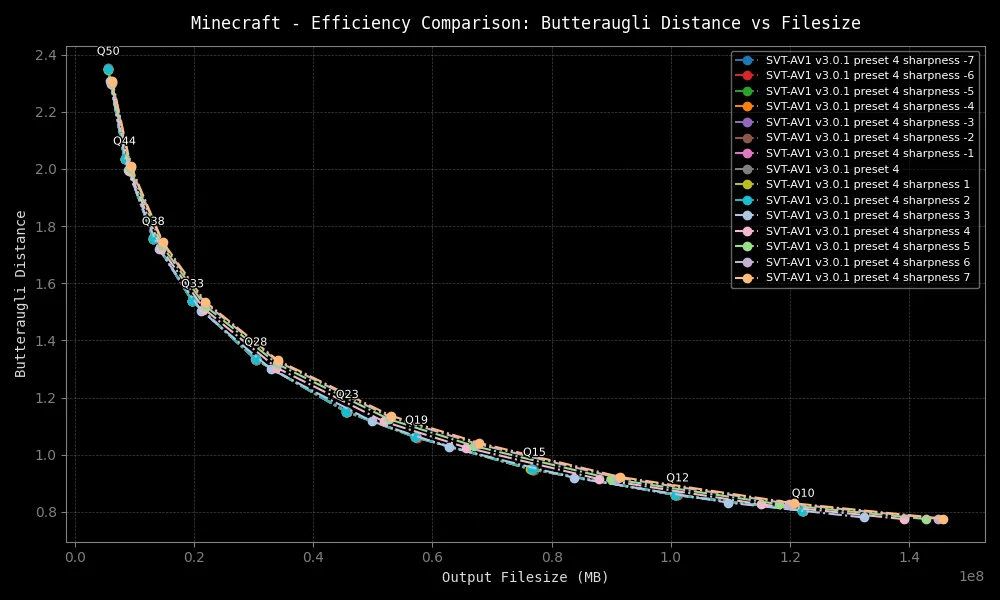 Minecraft - Efficiency Comparison: Butteraugli Distance vs Filesize
Butteraugli Distance
2.4
2.2
2.0
1.8
1.6
1.4
1.2
1.0
0.8
Q50
Q44
Q38
Q33
Q28
Q23
Q19
Q15
Q12
Q10
SVT-AV1 v3.0.1 preset 4 sharpness -7
SVT-AV1 v3.0.1 preset 4 sharpness -6
SVT-AV1 v3.0.1 preset 4 sharpness -5
SVT-AV1 v3.0.1 preset 4 sharpness -4
SVT-AV1 v3.0.1 preset 4 sharpness -3
SVT-AV1 v3.0.1 preset 4 sharpness -2
SVT-AV1 v3.0.1 preset 4 sharpness -1
SVT-AV1 v3.0.1 preset 4
SVT-AV1 v3.0.1 preset 4 sharpness 1
SVT-AV1 v3.0.1 preset 4 sharpness 2
SVT-AV1 v3.0.1 preset 4 sharpness 3
SVT-AV1 v3.0.1 preset 4 sharpness 4
SVT-AV1 v3.0.1 preset 4 sharpness 5
SVT-AV1 v3.0.1 preset 4 sharpness 6
SVT-AV1 v3.0.1 preset 4 sharpness 7
0.0 0.2 0.4 0.6 0.8 1.0 1.2 1.4
1e8
Output Filesize (MB)